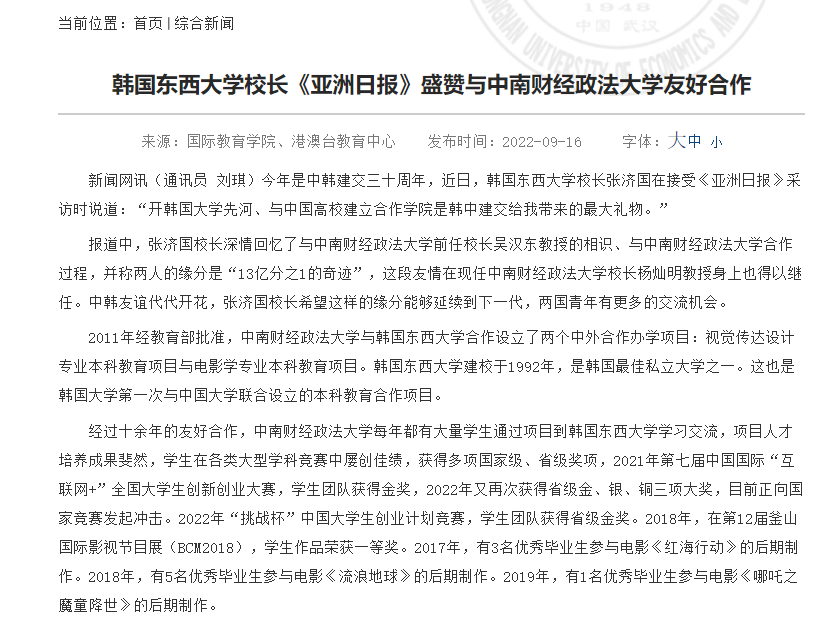 1948
中国 武汉
ZHONGNAN UNIVERSITY OF ECONOMICS AND
当前位置：首页 | 综合新闻
韩国东西大学校长《亚洲日报》盛赞与中南财经政法大学友好合作
来源：国际教育学院、港澳台教育中心 发布时间：2022-09-16 字体：大 中 小
新闻网讯（通讯员 刘琪）今年是中韩建交三十周年，近日，韩国东西大学校长张济国在接受《亚洲日报》采
访时说道：“开韩国大学先河、与中国高校建立合作学院是韩中建交给我带来的最大礼物。”
报道中，张济国校长深情回忆了与中南财经政法大学前任校长吴汉东教授的相识、与中南财经政法大学合作
过程，并称两人的缘分是“13亿分之1的奇迹”，这段友情在现任中南财经政法大学校长杨灿明教授身上也得以继
任。中韩友谊代代开花，张济国校长希望这样的缘分能够延续到下一代，两国青年有更多的交流机会。
2011年经教育部批准，中南财经政法大学与韩国东西大学合作设立了两个中外合作办学项目：视觉传达设计
专业本科教育项目与电影学专业本科教育项目。韩国东西大学建校于1992年，是韩国最佳私立大学之一。这也是
韩国大学第一次与中国大学联合设立的本科教育合作项目。
经过十余年的友好合作，中南财经政法大学每年都有大量学生通过项目到韩国东西大学学习交流，项目人才
培养成果斐然，学生在各类大型学科竞赛中屡创佳绩，获得多项国家级、省级奖项，2021年第七届中国国际“互
联网+”全国大学生创新创业大赛，学生团队获得金奖，2022年又再次获得省级金、银、铜三项大奖，目前正向国
家竞赛发起冲击。2022年“挑战杯”中国大学生创业计划竞赛，学生团队获得省级金奖。2018年，在第12届釜山
国际影视节目展（BCM2018），学生作品荣获一等奖。2017年，有3名优秀毕业生参与电影《红海行动》的后期制
作。2018年，有5名优秀毕业生参与电影《流浪地球》的后期制作。2019年，有1名优秀毕业生参与电影《哪吒之
魔童降世》的后期制作。